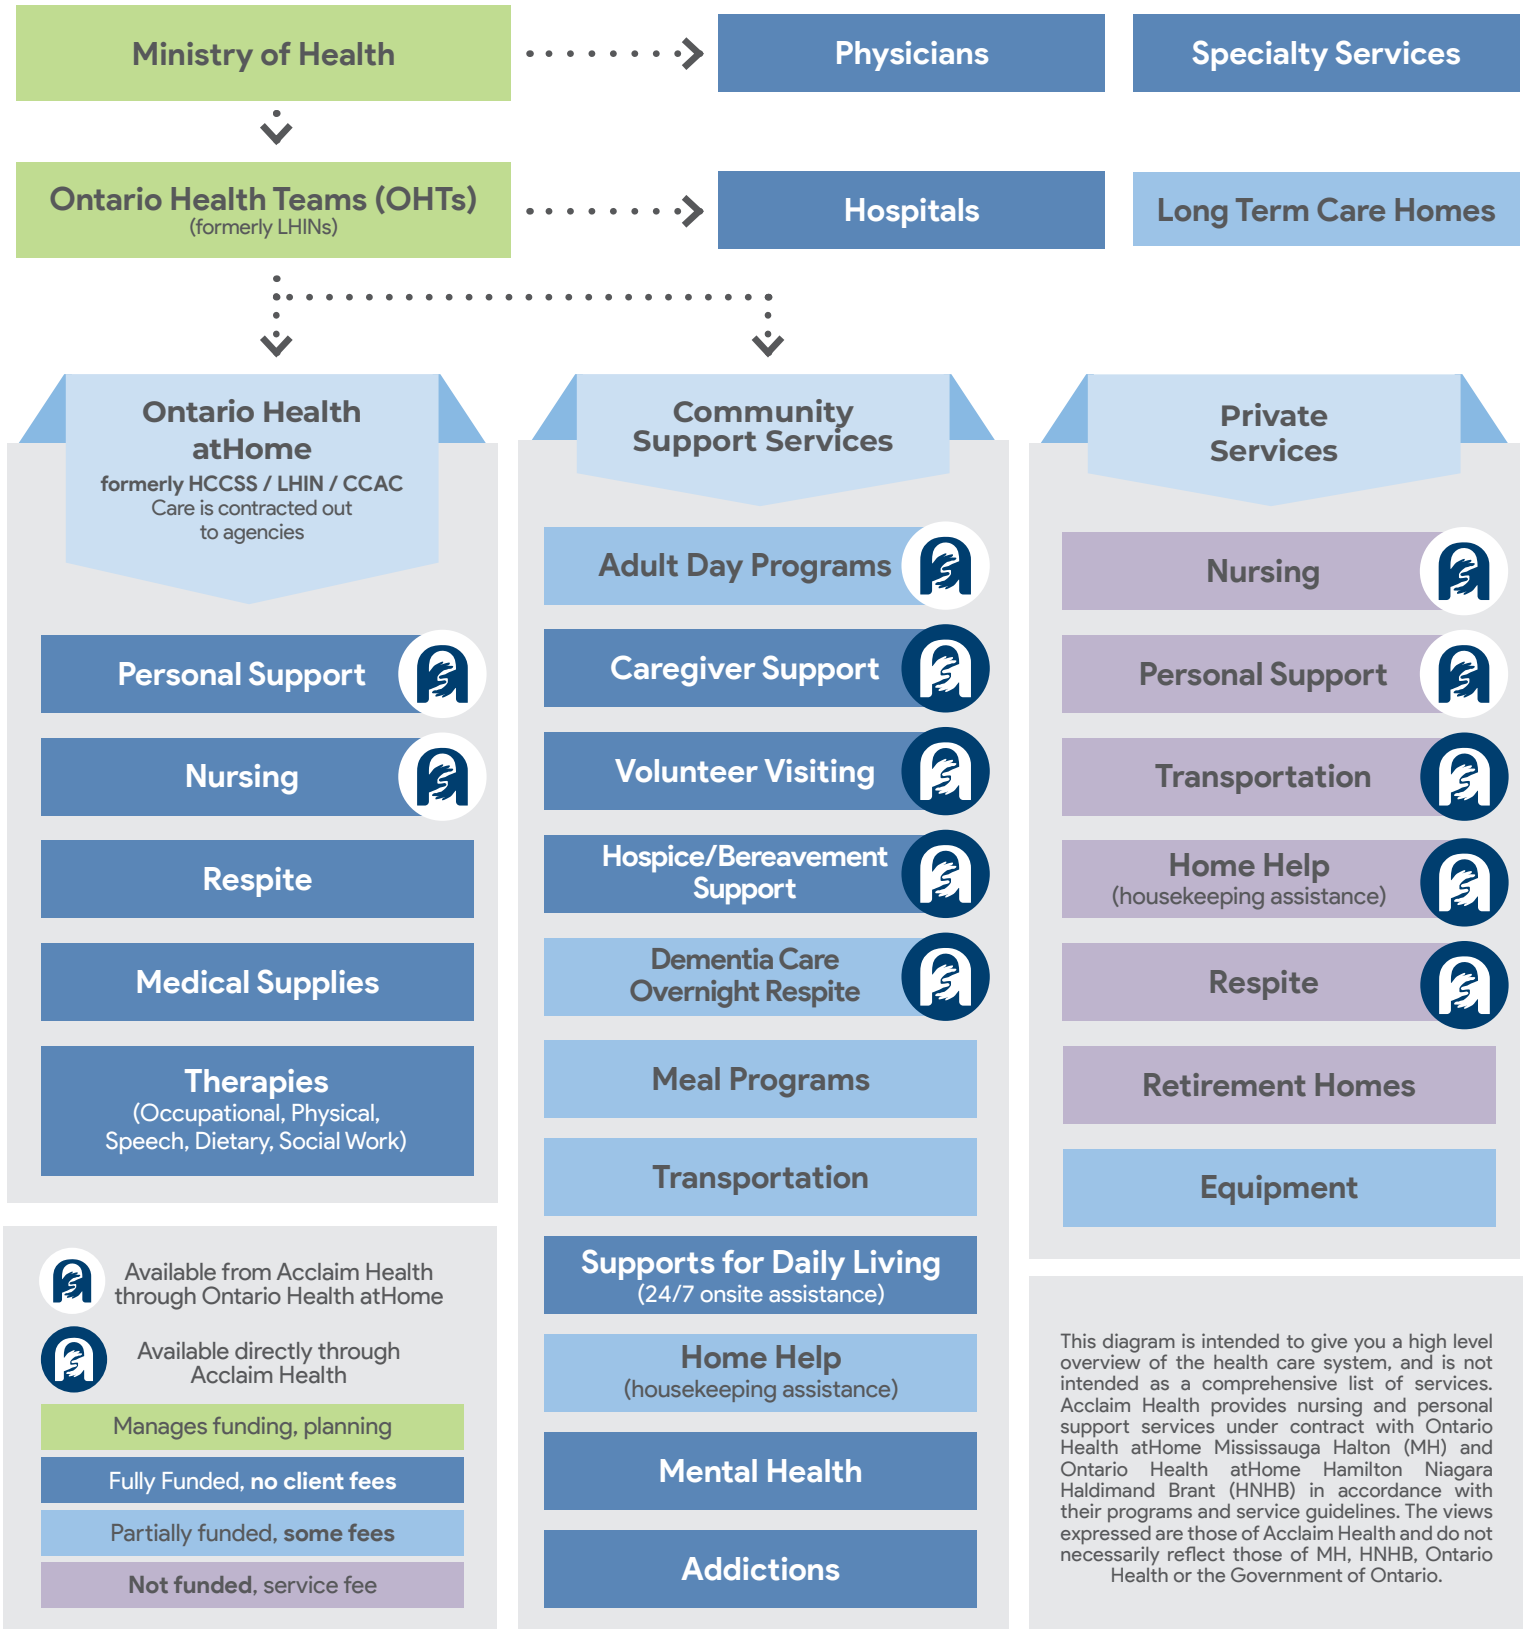 Ministry of Health
Physicians
Specialty Services
Ontario Health Teams (OHTs)
(formerly LHINs)
Hospitals
Long Term Care Homes
Ontario Health
atHome
formerly HCCSS / LHIN / CCAC
Care is contracted out
to agencies
Personal Support
Nursing
Respite
Medical Supplies
Therapies
(Occupational, Physical,
Speech, Dietary, Social Work)
Community
Support Services
Adult Day Programs
Caregiver Support
Volunteer Visiting
Hospice/Bereavement
Support
Dementia Care
Overnight Respite
Meal Programs
Transportation
Supports for Daily Living
(24/7 onsite assistance)
Home Help
(housekeeping assistance)
Mental Health
Addictions
Private
Services
Nursing
Personal Support
Transportation
Home Help
(housekeeping assistance)
Respite
Retirement Homes
Equipment
Available from Acclaim Health
through Ontario Health atHome
Available directly through
Acclaim Health
Manages funding, planning
Fully Funded, no client fees
Partially funded, some fees
Not funded, service fee
This diagram is intended to give you a high level
overview of the health care system, and is not
intended as a comprehensive list of services.
Acclaim Health provides nursing and personal
support services under contract with Ontario
Health atHome Mississauga Halton (MH) and
Ontario Health atHome Hamilton Niagara
Haldimand Brant (HNHB) in accordance with
their programs and service guidelines. The views
expressed are those of Acclaim Health and do not
necessarily reflect those of MH, HNHB, Ontario
Health or the Government of Ontario.